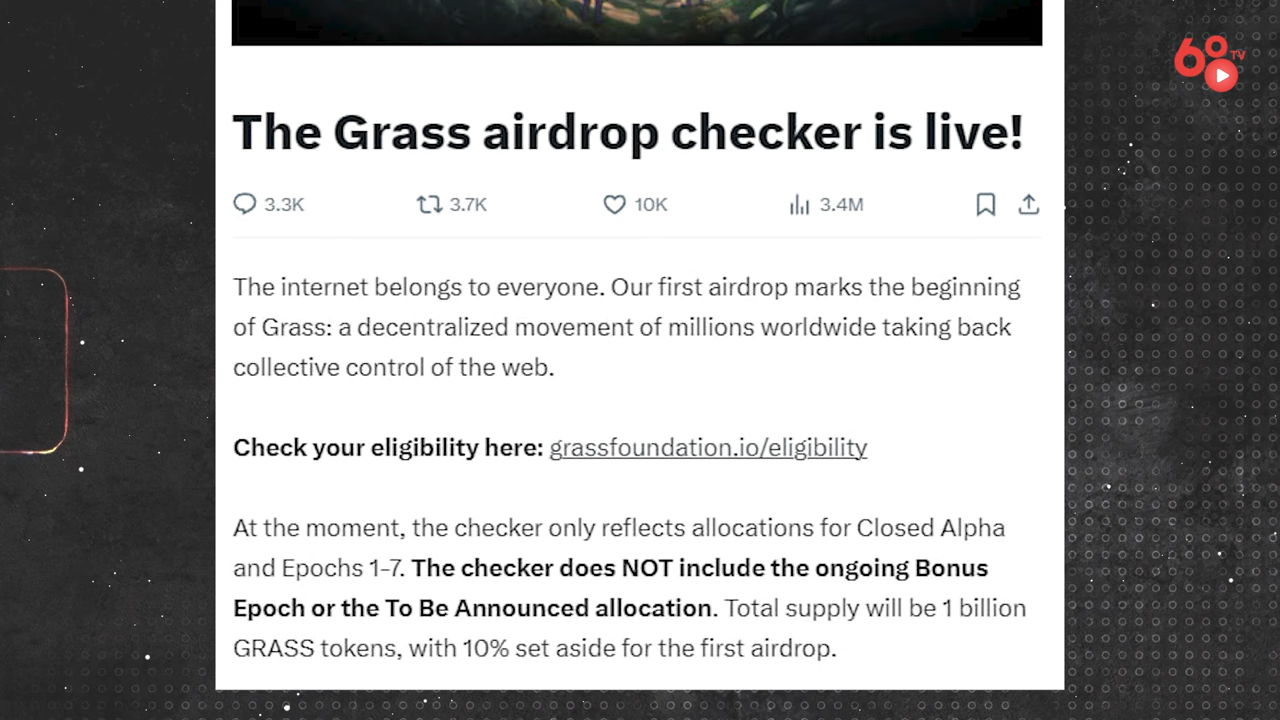 60 TV
The Grass airdrop checker is live!
3.3K 3.7K 10K 3.4M
The internet belongs to everyone. Our first airdrop marks the beginning
of Grass: a decentralized movement of millions worldwide taking back
collective control of the web.
Check your eligibility here: grassfoundation.io/eligibility
At the moment, the checker only reflects allocations for Closed Alpha
and Epochs 1-7. The checker does NOT include the ongoing Bonus
Epoch or the To Be Announced allocation. Total supply will be 1 billion
GRASS tokens, with 10% set aside for the first airdrop.